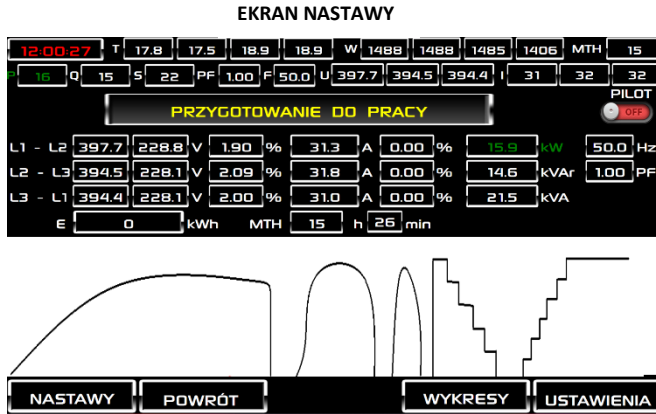 EKRAN NASTAWY
12:00:27 T 17.8 17.5 18.9 18.9 W 1488 1488 1485 1406 MTH 15
P 16 Q 15 S 22 PF 1.00 F 50.0 U 397.7 394.5 394.4 I 31 32 32
PRZYGOTOWANIE DO PRACY
PILOT
OFF
L1 - L2 397.7 228.8 V 1.90 % 31.3 A 0.00 % 15.9 kW 50.0 Hz
L2 - L3 394.5 228.1 V 2.09 % 31.8 A 0.00 % 14.6 kVAr 1.00 PF
L3 - L1 394.4 228.1 V 2.00 % 31.0 A 0.00 % 21.5 kVA
E 0 kWh MTH 15 h 26 min
NASTAWY POWRÓT WYKRESY USTAWIENIA